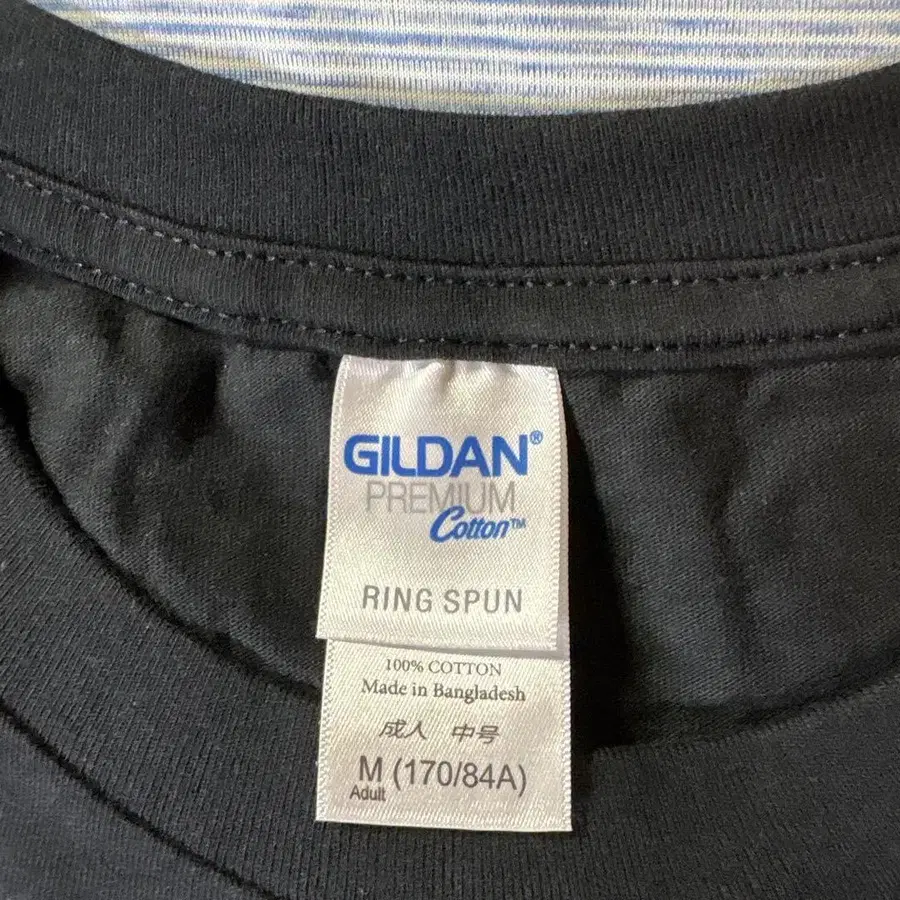 GILDAN®
PREMIUM
Cotton™
RING SPUN
100% COTTON
Made in Bangladesh
成人 中号
M (170/84A)
Adult